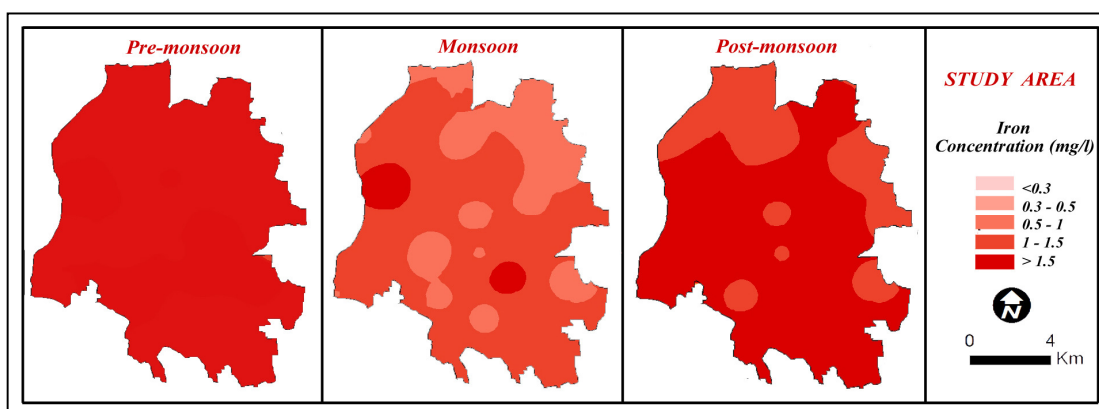 Pre-monsoon
Monsoon
Post-monsoon
STUDY AREA
Iron
Concentration (mg/l)
<0.3
0.3 - 0.5
0.5 - 1
1 - 1.5
> 1.5
N
0 4
Km